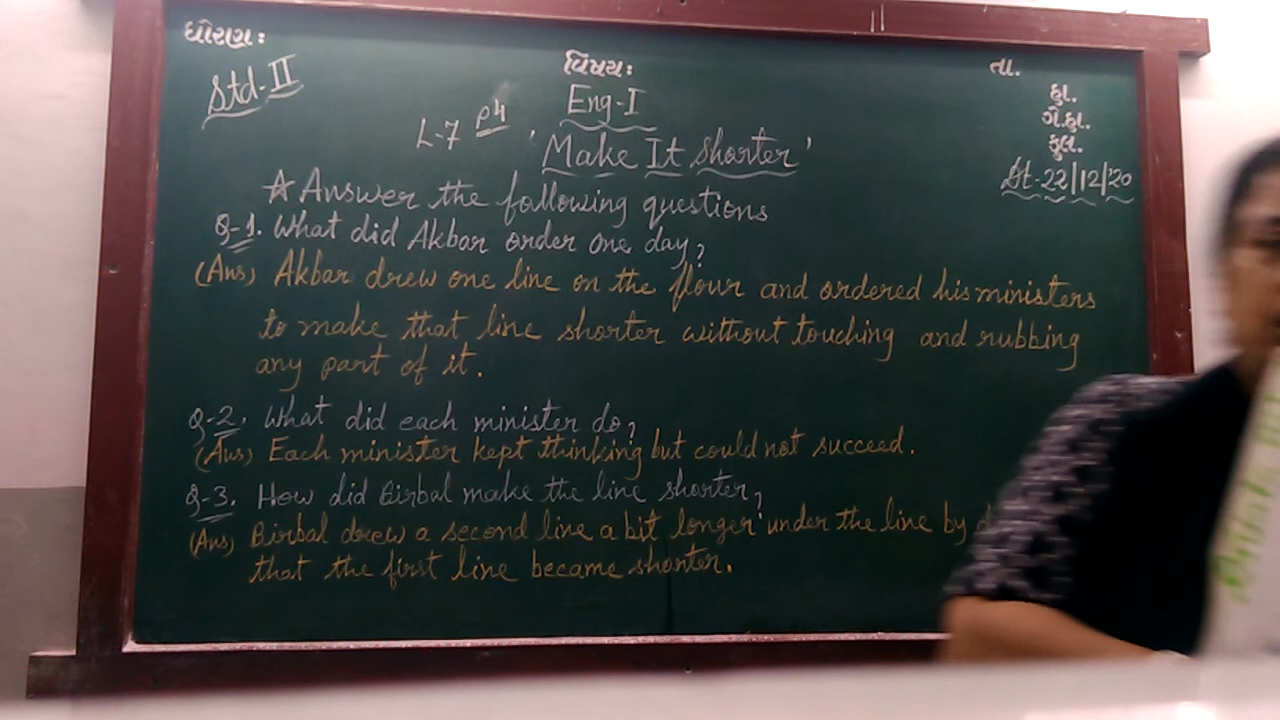 ધોરણ:
વિષય:
તા.
Std-II
Eng-I
હા.
ગે.હા.
કુલ.
L-7 P4 'Make It Shorter'
Dt-22/12/'20
☆ Answer the following questions
Q-1. What did Akbar order one day?
(Ans) Akbar drew one line on the flour and ordered his ministers
to make that line shorter without touching and rubbing
any part of it.
Q-2. What did each minister do?
(Ans) Each minister kept thinking but could not succeed.
Q-3. How did Birbal make the line shorter?
(Ans) Birbal drew a second line a bit longer under the line by
that the first line became shorter.